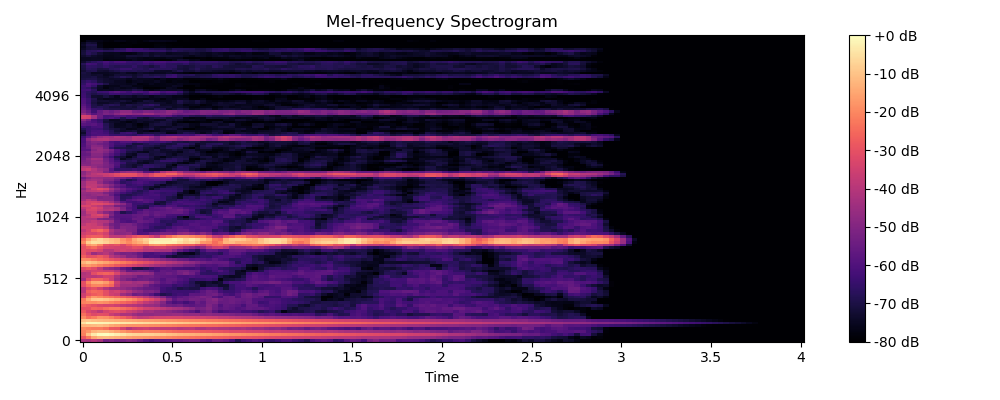 Mel-frequency Spectrogram
+0 dB
-10 dB
-20 dB
-30 dB
-40 dB
-50 dB
-60 dB
-70 dB
-80 dB
Hz
4096
2048
1024
512
0
0 0.5 1 1.5 2 2.5 3 3.5 4
Time